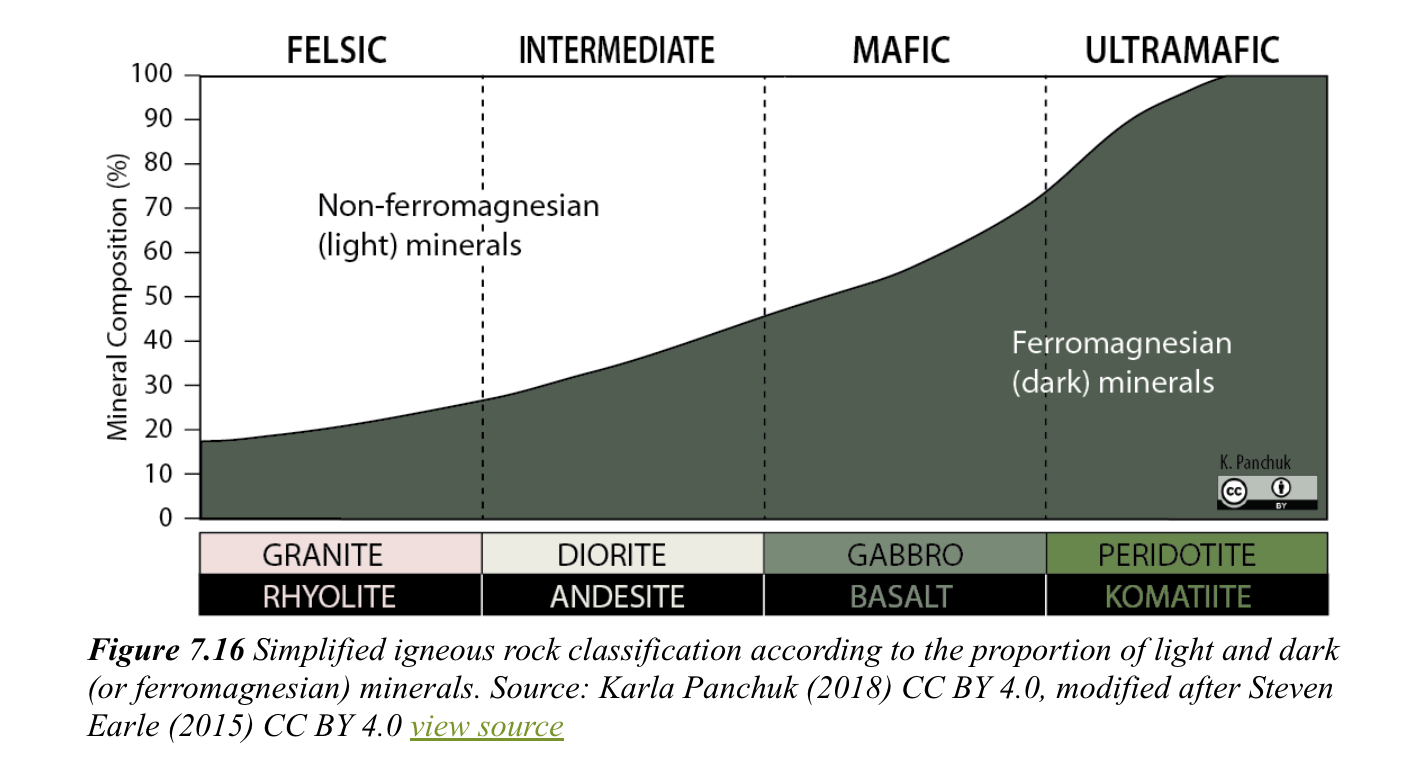 FELSIC INTERMEDIATE MAFIC ULTRAMAFIC
100
90
80
70
60
50
40
30
20
10
0
Mineral Composition (%)
Non-ferromagnesian
(light) minerals
Ferromagnesian
(dark) minerals
K. Panchuk
cc
BY
GRANITE DIORITE GABBRO PERIDOTITE
RHYOLITE ANDESITE BASALT KOMATIITE
Figure 7.16 Simplified igneous rock classification according to the proportion of light and dark
(or ferromagnesian) minerals. Source: Karla Panchuk (2018) CC BY 4.0, modified after Steven
Earle (2015) CC BY 4.0 view source